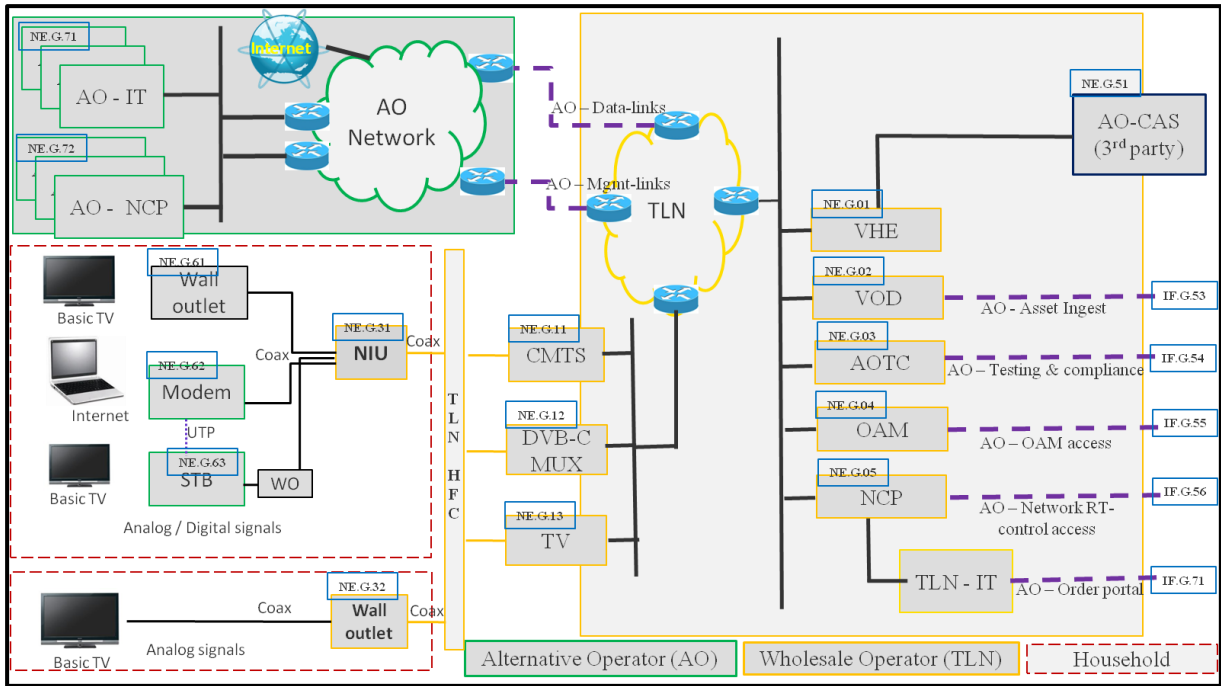 NE.G.71
AO - IT
NE.G.72
AO - NCP
Internet
AO
Network
AO – Data-links
AO – Mgmt-links
TLN
NE.G.51
AO-CAS
(3rd party)
NE.G.01
VHE
NE.G.02
VOD
AO - Asset Ingest
IF.G.53
NE.G.03
AOTC
AO – Testing & compliance
IF.G.54
NE.G.04
OAM
AO – OAM access
IF.G.55
NE.G.05
NCP
AO – Network RT-
control access
IF.G.56
TLN - IT
AO – Order portal
IF.G.71
NE.G.61
Wall
outlet
Basic TV
NE.G.31
NIU
Coax
Coax
NE.G.62
Modem
Internet
UTP
NE.G.63
STB
WO
Basic TV
Analog / Digital signals
TLN HFC
NE.G.11
CMTS
NE.G.12
DVB-C
MUX
NE.G.13
TV
NE.G.32
Wall
outlet
Coax
Coax
Analog signals
Basic TV
Alternative Operator (AO)
Wholesale Operator (TLN)
Household